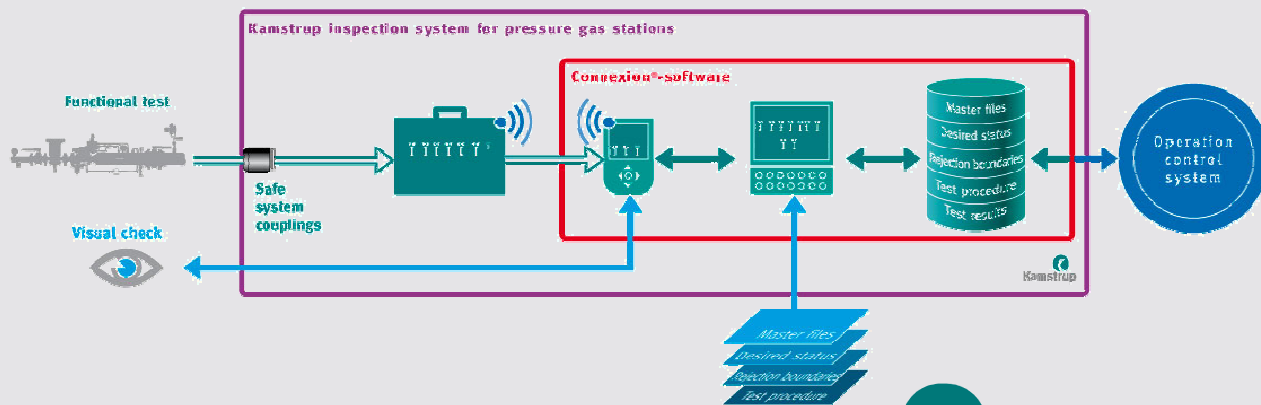 Kamstrup inspection system for pressure gas stations
Connexion®-software
Functional test
Master files
Desired status
Rejection boundaries
Test procedure
Test results
Operation
control
system
Safe
system
couplings
Visual check
Kamstrup
Master files
Desired status
Rejection boundaries
Test procedure